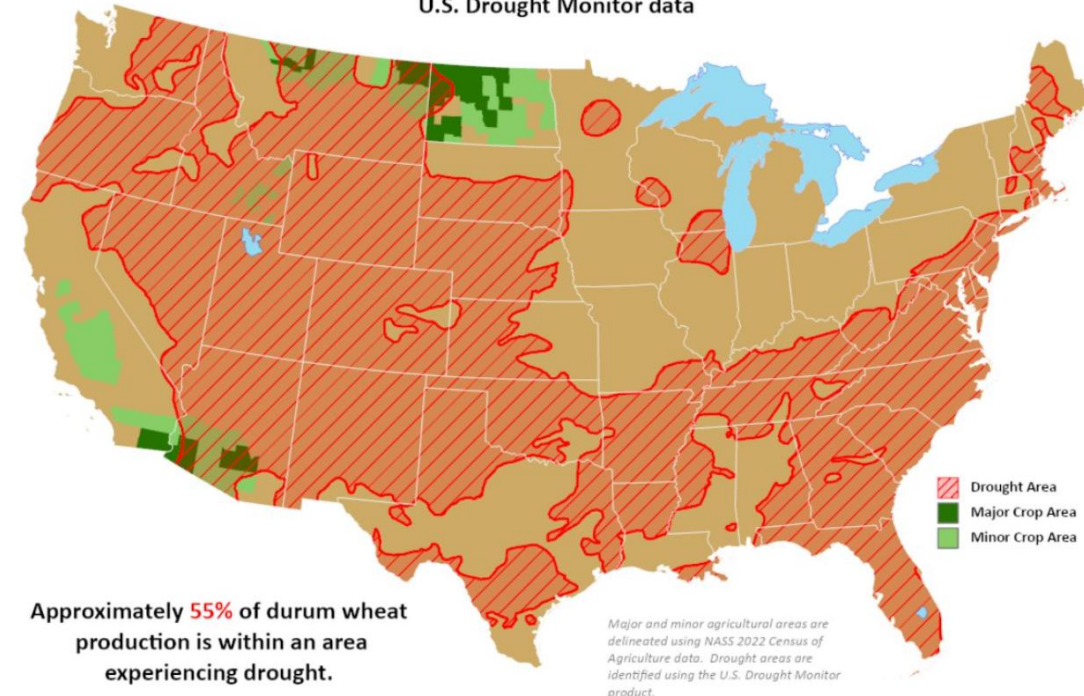 U.S. Drought Monitor data
Drought Area
Major Crop Area
Minor Crop Area
Approximately 55% of durum wheat
production is within an area
experiencing drought.
Major and minor agricultural areas are
delineated using NASS 2022 Census of
Agriculture data. Drought areas are
identified using the U.S. Drought Monitor
product.